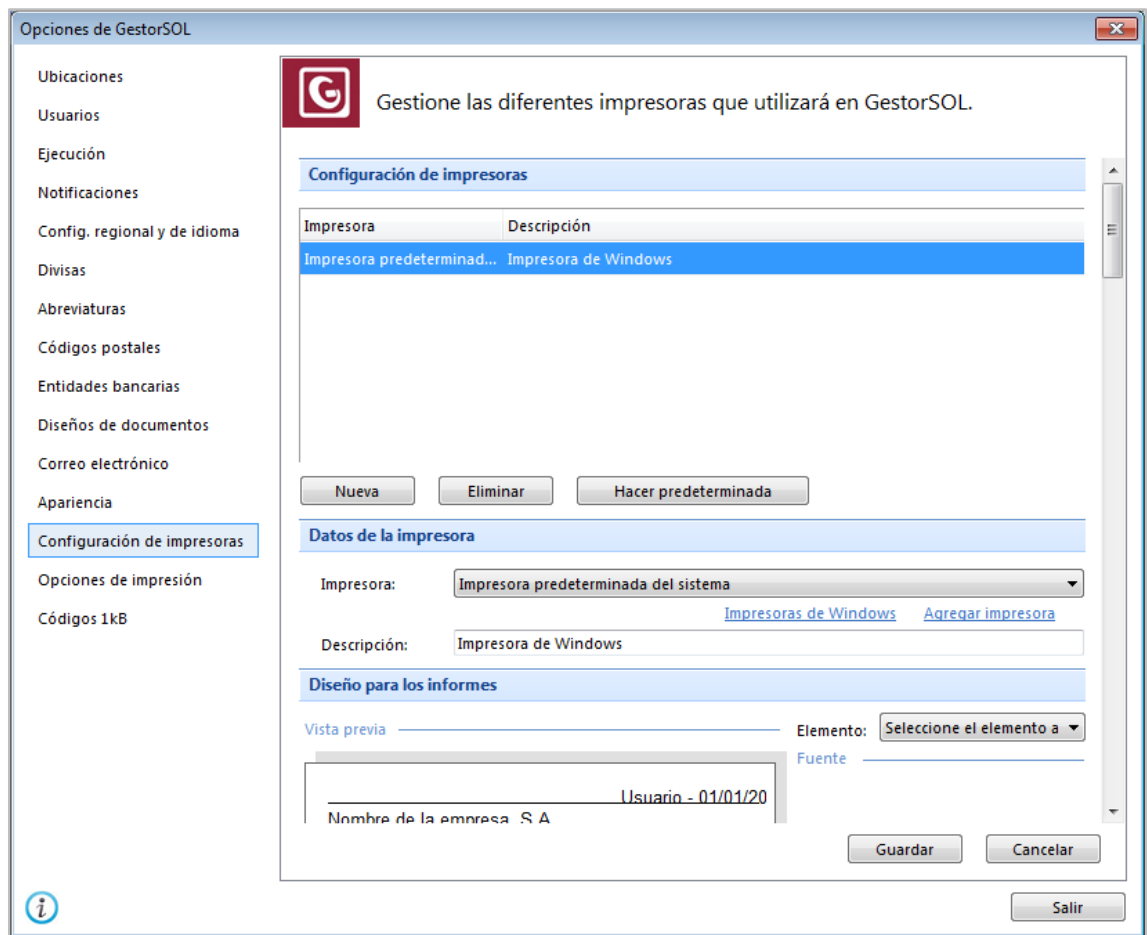 Opciones de GestorSOL
Ubicaciones
Usuarios
Ejecución
Notificaciones
Config. regional y de idioma
Divisas
Abreviaturas
Códigos postales
Entidades bancarias
Diseños de documentos
Correo electrónico
Apariencia
Configuración de impresoras
Opciones de impresión
Códigos 1kB
G
Gestione las diferentes impresoras que utilizará en GestorSOL.
Configuración de impresoras
Impresora Descripción
Impresora predeterminad... Impresora de Windows
Nueva Eliminar Hacer predeterminada
Datos de la impresora
Impresora: Impresora predeterminada del sistema
Impresoras de Windows Agregar impresora
Descripción: Impresora de Windows
Diseño para los informes
Vista previa
Elemento: Seleccione el elemento a
Fuente
Usuario - 01/01/20
Nombre de la empresa, S.A.
Guardar Cancelar
i
Salir